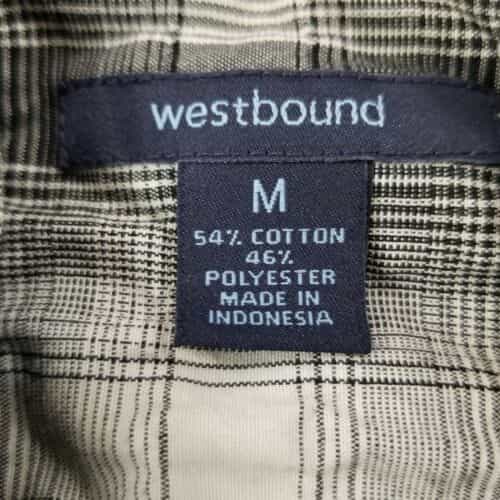 westbound
M
54% COTTON
46%
POLYESTER
MADE IN
INDONESIA